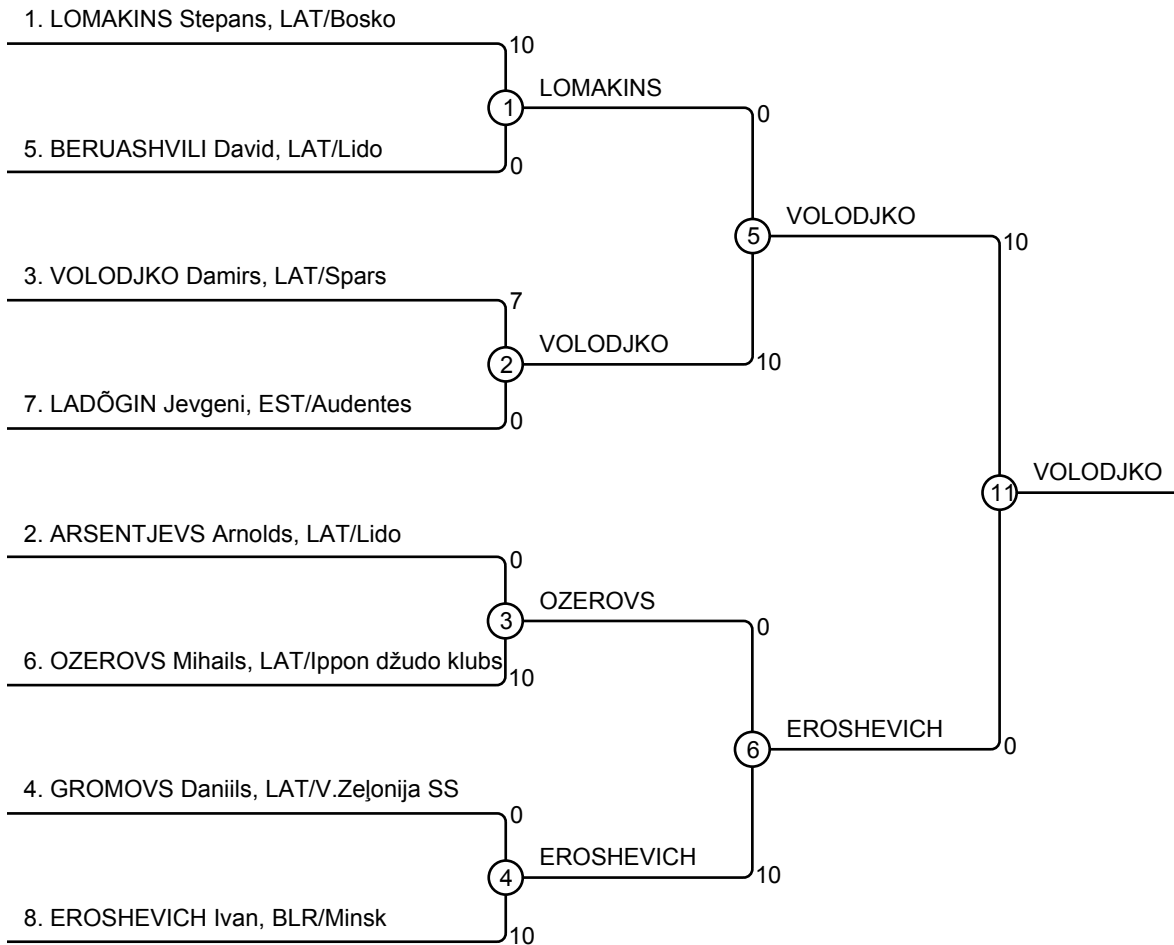 1. LOMAKINS Stepans, LAT/Bosko
10
1
LOMAKINS
0
5. BERUASHVILI David, LAT/Lido
0
5
VOLODJKO
10
3. VOLODJKO Damirs, LAT/Spars
7
2
VOLODJKO
10
7. LADÕGIN Jevgeni, EST/Audentes
0
11
VOLODJKO
2. ARSENTJEVS Arnolds, LAT/Lido
0
3
OZEROVS
0
6. OZEROVS Mihails, LAT/Ippon džudo klubs
10
6
EROSHEVICH
0
4. GROMOVS Daniils, LAT/V.Zeļonija SS
0
4
EROSHEVICH
10
8. EROSHEVICH Ivan, BLR/Minsk
10